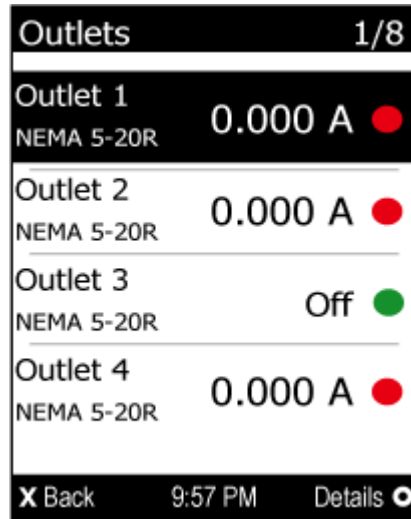 Outlets 1/8
Outlet 1
0.000 A
NEMA 5-20R
Outlet 2
0.000 A
NEMA 5-20R
Outlet 3
Off
NEMA 5-20R
Outlet 4
0.000 A
NEMA 5-20R
X Back 9:57 PM Details